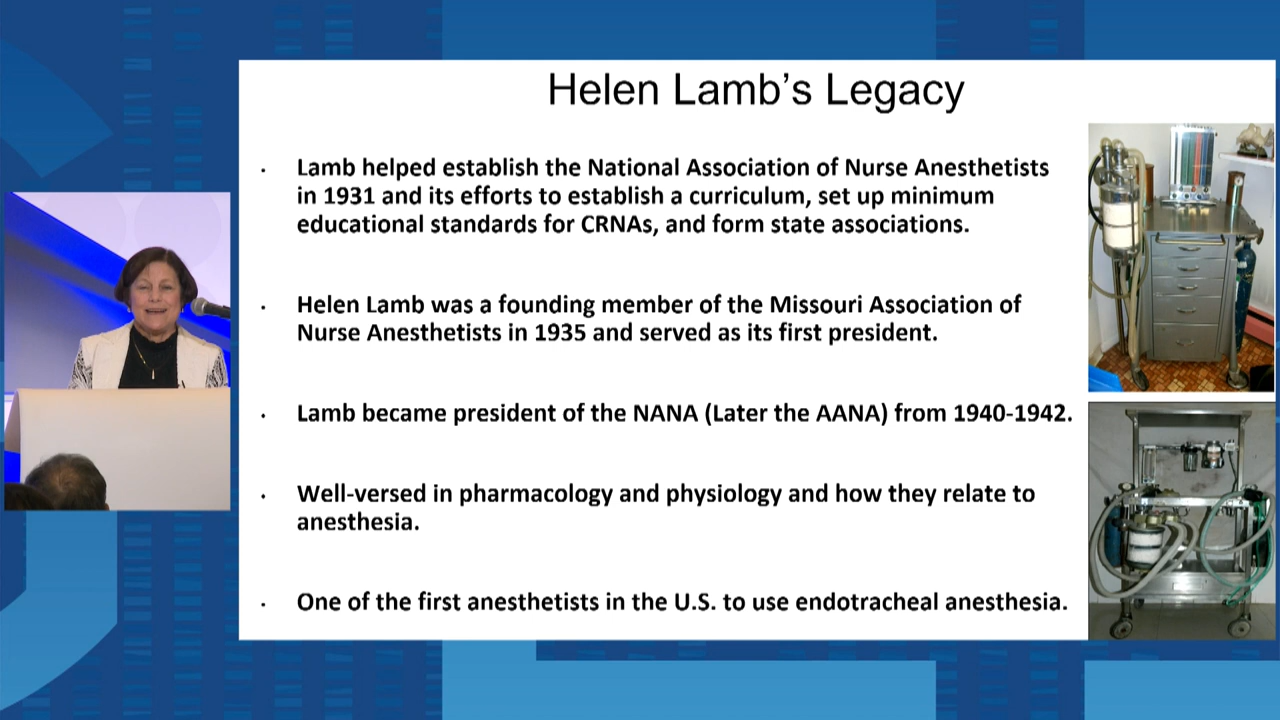 Helen Lamb’s Legacy
· Lamb helped establish the National Association of Nurse Anesthetists
in 1931 and its efforts to establish a curriculum, set up minimum
educational standards for CRNAs, and form state associations.
· Helen Lamb was a founding member of the Missouri Association of
Nurse Anesthetists in 1935 and served as its first president.
· Lamb became president of the NANA (Later the AANA) from 1940-1942.
· Well-versed in pharmacology and physiology and how they relate to
anesthesia.
· One of the first anesthetists in the U.S. to use endotracheal anesthesia.